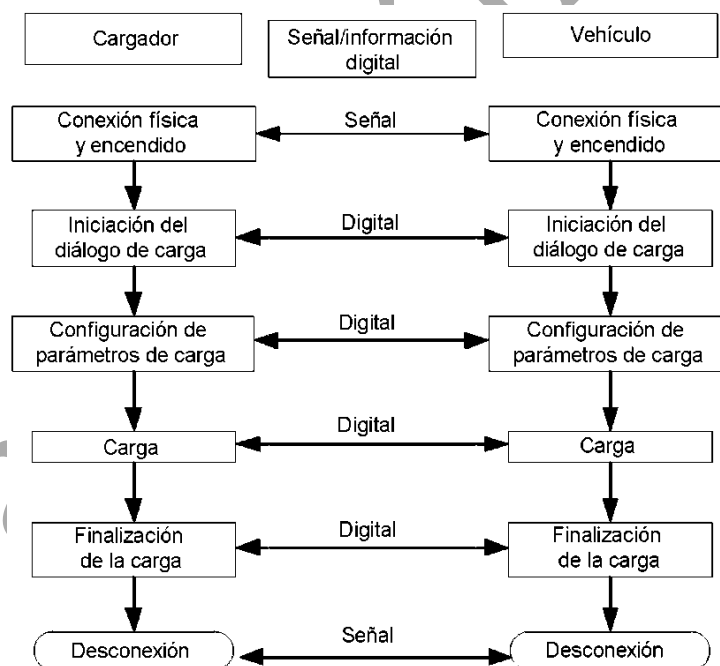 Cargador
Señal/información
digital
Vehículo
Conexión física
y encendido
Señal
Conexión física
y encendido
Iniciación del
diálogo de carga
Digital
Iniciación del
diálogo de carga
Configuración de
parámetros de carga
Digital
Configuración de
parámetros de carga
Carga
Digital
Carga
Finalización
de la carga
Digital
Finalización
de la carga
Desconexión
Señal
Desconexión